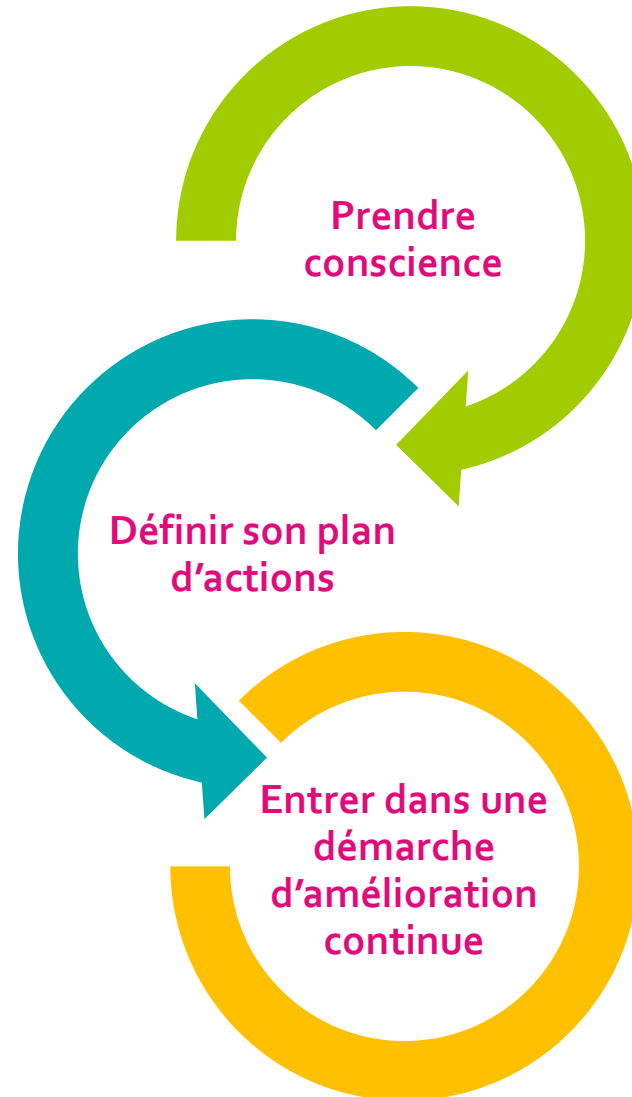 Prendre
conscience
Définir son plan
d’actions
Entrer dans une
démarche
d’amélioration
continue